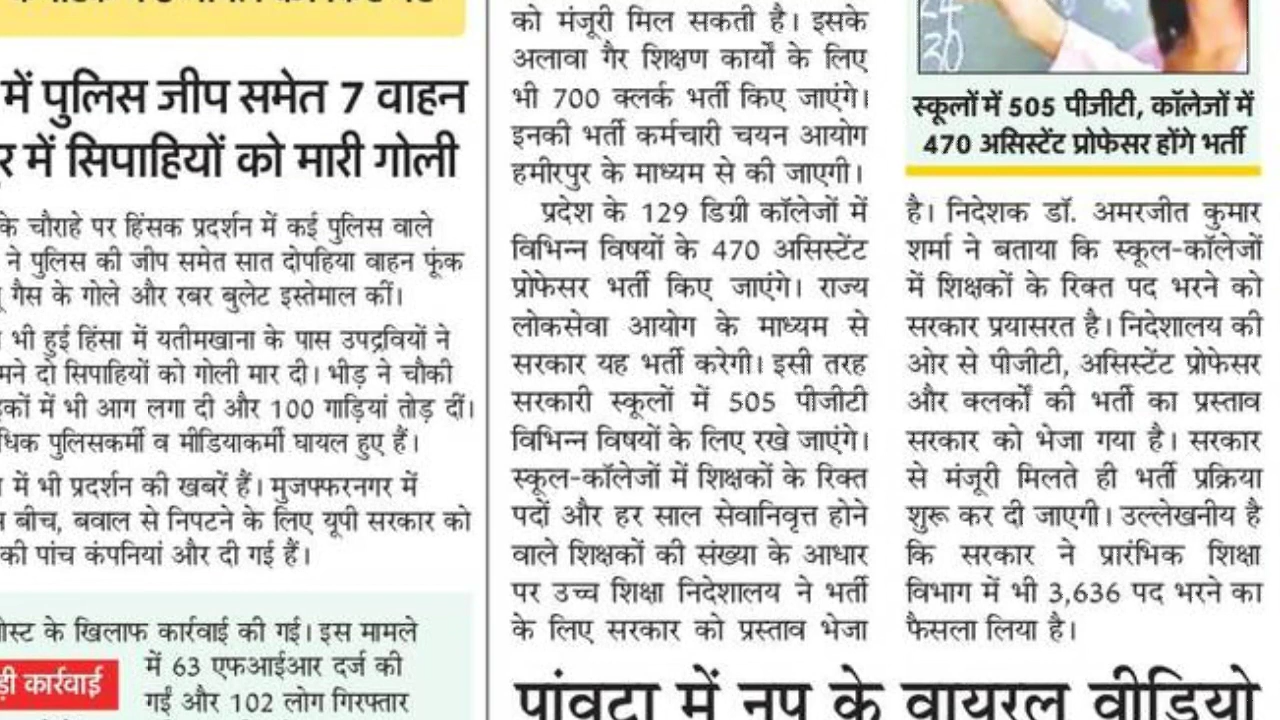 में पुलिस जीप समेत 7 वाहन
में सिपाहियों को मारी गोली
के चौराहे पर हिंसक प्रदर्शन में कई पुलिस वाले
ने पुलिस की जीप समेत सात दोपहिया वाहन फूंक
गैस के गोले और रबर बुलेट इस्तेमाल कीं।
भी हुई हिंसा में यतीमखाना के पास उपद्रवियों ने
दो सिपाहियों को गोली मार दी। भीड़ ने चौकी
में भी आग लगा दी और 100 गाड़ियां तोड़ दीं।
पुलिसकर्मी व मीडियाकर्मी घायल हुए हैं।
में भी प्रदर्शन की खबरें हैं। मुजफ्फरनगर में
बीच, बवाल से निपटने के लिए यूपी सरकार को
की पांच कंपनियां और दी गई हैं।
के खिलाफ कार्रवाई की गई। इस मामले
में 63 एफआईआर दर्ज की
कार्रवाई
गईं और 102 लोग गिरफ्तार
को मंजूरी मिल सकती है। इसके
अलावा गैर शिक्षण कार्यों के लिए
भी 700 क्लर्क भर्ती किए जाएंगे।
इनकी भर्ती कर्मचारी चयन आयोग
हमीरपुर के माध्यम से की जाएगी।
प्रदेश के 129 डिग्री कॉलेजों में
विभिन्न विषयों के 470 असिस्टेंट
प्रोफेसर भर्ती किए जाएंगे। राज्य
लोकसेवा आयोग के माध्यम से
सरकार यह भर्ती करेगी। इसी तरह
सरकारी स्कूलों में 505 पीजीटी
विभिन्न विषयों के लिए रखे जाएंगे।
स्कूल-कॉलेजों में शिक्षकों के रिक्त
पदों और हर साल सेवानिवृत्त होने
वाले शिक्षकों की संख्या के आधार
पर उच्च शिक्षा निदेशालय ने भर्ती
के लिए सरकार को प्रस्ताव भेजा
स्कूलों में 505 पीजीटी, कॉलेजों में
470 असिस्टेंट प्रोफेसर होंगे भर्ती
है। निदेशक डॉ. अमरजीत कुमार
शर्मा ने बताया कि स्कूल-कॉलेजों
में शिक्षकों के रिक्त पद भरने को
सरकार प्रयासरत है। निदेशालय की
ओर से पीजीटी, असिस्टेंट प्रोफेसर
और क्लर्कों की भर्ती का प्रस्ताव
सरकार को भेजा गया है। सरकार
से मंजूरी मिलते ही भर्ती प्रक्रिया
शुरू कर दी जाएगी। उल्लेखनीय है
कि सरकार ने प्रारंभिक शिक्षा
विभाग में भी 3,636 पद भरने का
फैसला लिया है।
पांवटा में नप के वायरल वीडियो